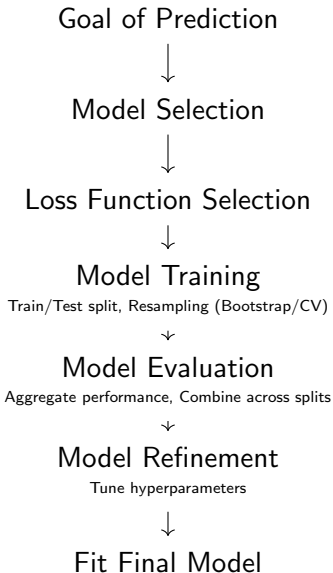 Goal of Prediction
Model Selection
Loss Function Selection
Model Training
Train/Test split, Resampling (Bootstrap/CV)
Model Evaluation
Aggregate performance, Combine across splits
Model Refinement
Tune hyperparameters
Fit Final Model